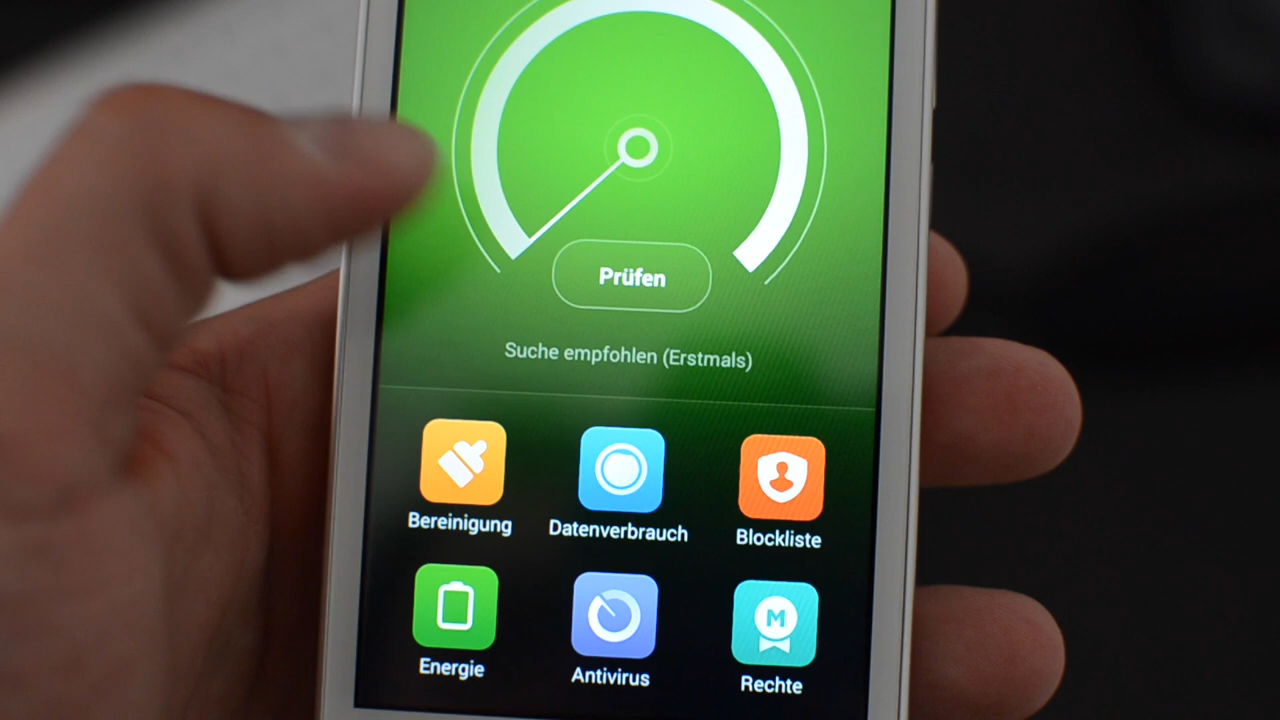 Prüfen
Suche empfohlen (Erstmals)
Bereinigung
Datenverbrauch
Blockliste
M
Energie
Antivirus
Rechte